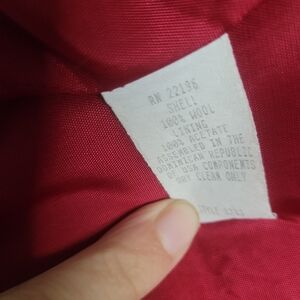 RN 22196
SHELL
100% WOOL
LINING
100% ACETATE
ASSEMBLED IN THE
DOMINICAN REPUBLIC
OF USA COMPONENTS
DRY CLEAN ONLY